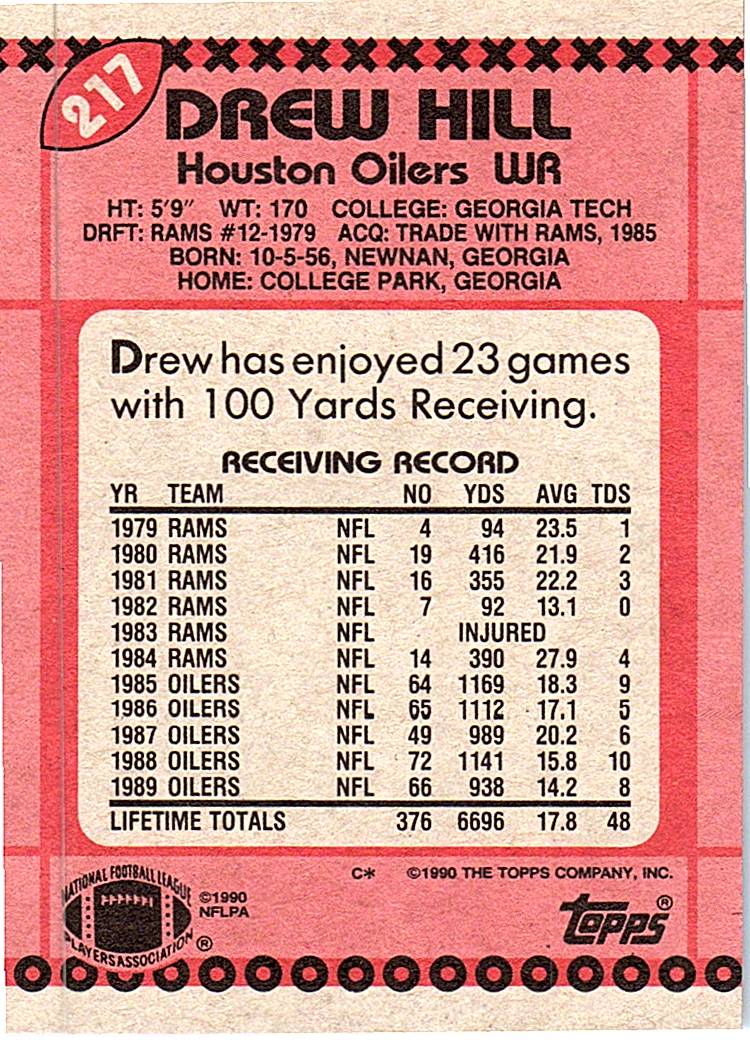 217
DREW HILL
Houston Oilers WR
HT: 5'9" WT: 170 COLLEGE: GEORGIA TECH
DRFT: RAMS #12-1979 ACQ: TRADE WITH RAMS, 1985
BORN: 10-5-56, NEWNAN, GEORGIA
HOME: COLLEGE PARK, GEORGIA
Drew has enjoyed 23 games
with 100 Yards Receiving.
RECEIVING RECORD
YR TEAM NO YDS AVG TDS
1979 RAMS NFL 4 94 23.5 1
1980 RAMS NFL 19 416 21.9 2
1981 RAMS NFL 16 355 22.2 3
1982 RAMS NFL 7 92 13.1 0
1983 RAMS NFL INJURED
1984 RAMS NFL 14 390 27.9 4
1985 OILERS NFL 64 1169 18.3 9
1986 OILERS NFL 65 1112 17.1 5
1987 OILERS NFL 49 989 20.2 6
1988 OILERS NFL 72 1141 15.8 10
1989 OILERS NFL 66 938 14.2 8
LIFETIME TOTALS 376 6696 17.8 48
C* ©1990 THE TOPPS COMPANY, INC.
NATIONAL FOOTBALL LEAGUE
PLAYERS ASSOCIATION ®
©1990
NFLPA
topps®